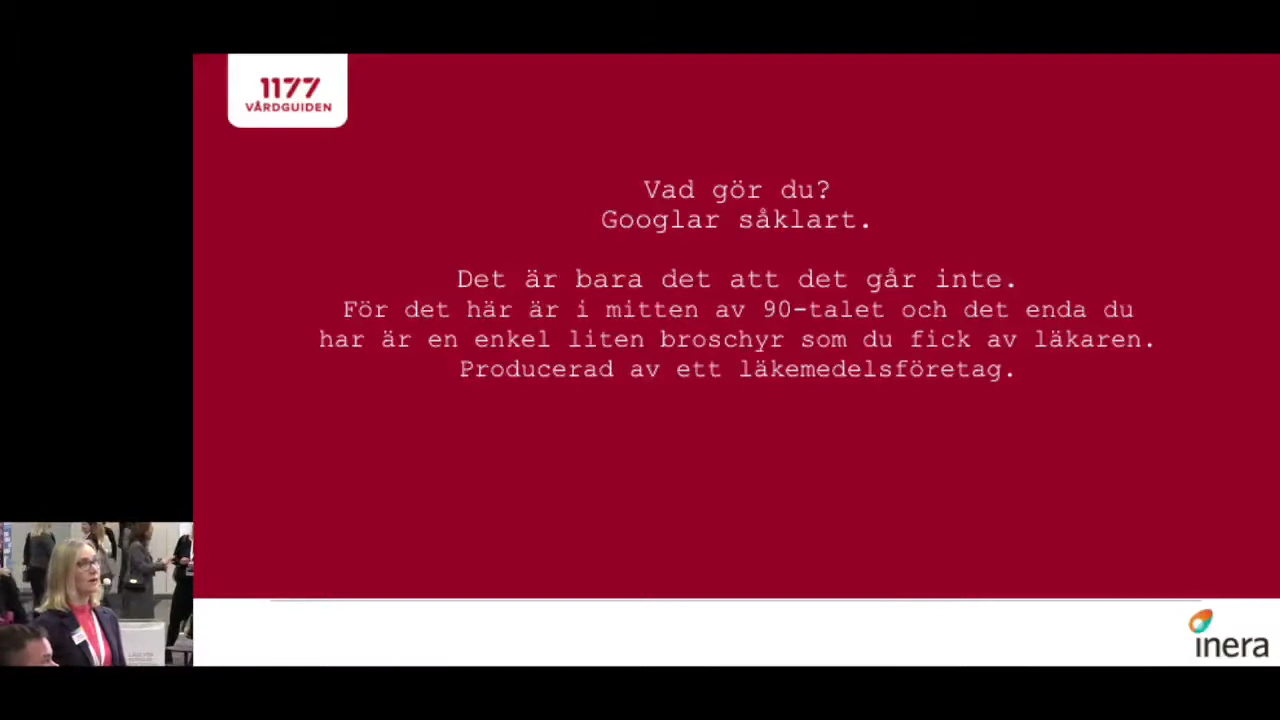 1177
VÅRDGUIDEN
Vad gör du?
Googlar såklart.
Det är bara det att det går inte.
För det här är i mitten av 90-talet och det enda du
har är en enkel liten broschyr som du fick av läkaren.
Producerad av ett läkemedelsföretag.
inera